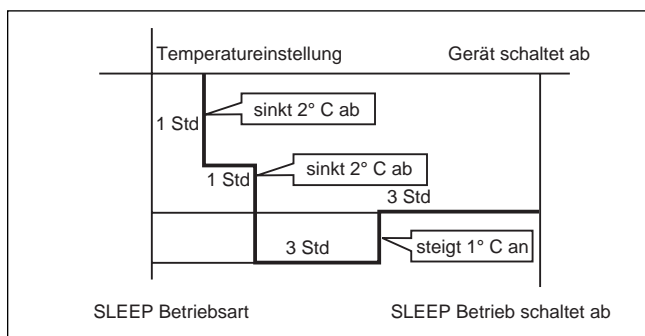 Temperatureinstellung
Gerät schaltet ab
sinkt 2° C ab
1 Std
sinkt 2° C ab
1 Std
3 Std
3 Std
steigt 1° C an
SLEEP Betriebsart
SLEEP Betrieb schaltet ab